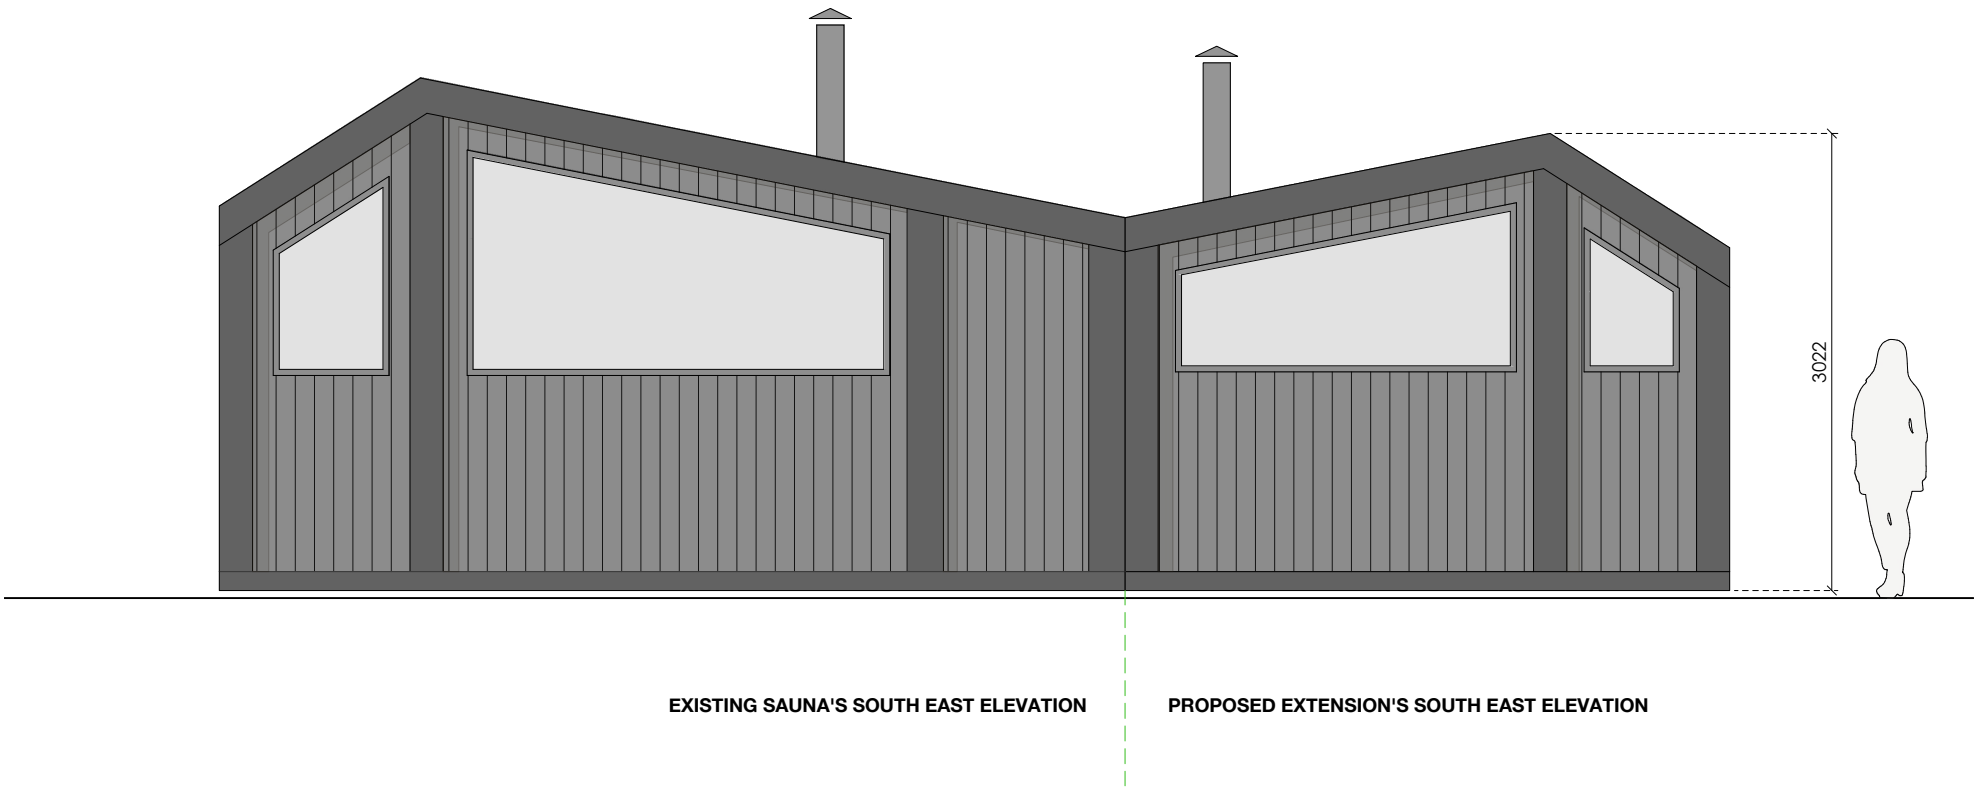 3022
EXISTING SAUNA'S SOUTH EAST ELEVATION
PROPOSED EXTENSION'S SOUTH EAST ELEVATION